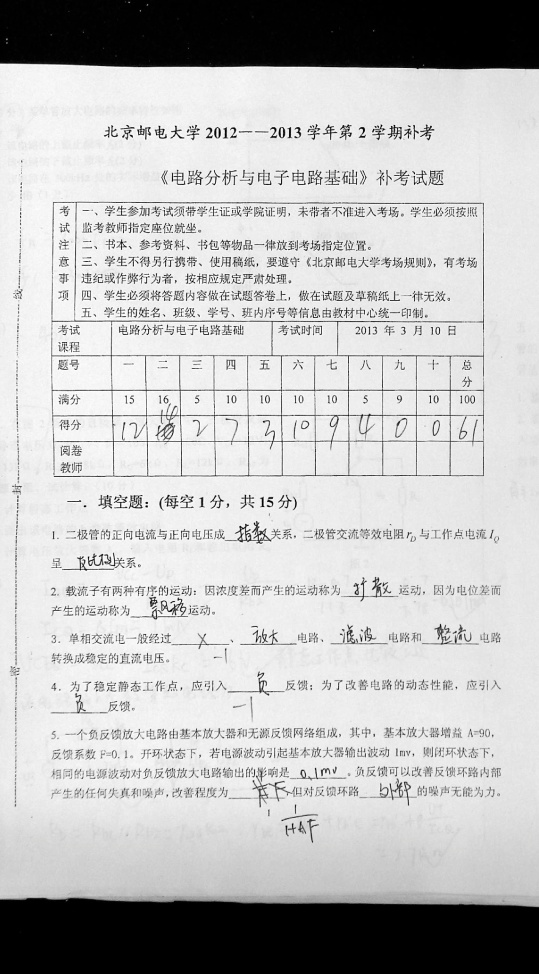 北京邮电大学 2012——2013 学年第 2 学期补考
《电路分析与电子电路基础》补考试题
考试注意事项
一、学生参加考试须带学生证或学院证明，未带者不准进入考场。学生必须按照
监考教师指定座位就坐。
二、书本、参考资料、书包等物品一律放到考场指定位置。
三、学生不得另行携带、使用稿纸，要遵守《北京邮电大学考场规则》，有考场
违纪或作弊行为者，按相应规定严肃处理。
四、学生必须将答题内容做在试题答卷上，做在试题及草稿纸上一律无效。
五、学生的姓名、班级、学号、班内序号等信息由教材中心统一印制。
考试课程 电路分析与电子电路基础 考试时间 2013 年 3 月 10 日
题号 一 二 三 四 五 六 七 八 九 十 总分
满分 15 16 5 10 10 10 10 5 9 10 100
得分 12 14 2 7 3 10 9 4 0 0 61
阅卷教师
一．填空题：(每空 1 分，共 15 分)
1. 二极管的正向电流与正向电压成 指数 关系，二极管交流等效电阻 r_D 与工作点电流 I_Q
呈 反比例 关系。
2. 载流子有两种有序的运动：因浓度差而产生的运动称为 扩散 运动，因为电位差而
产生的运动称为 漂移 运动。
3. 单相交流电一般经过 × 、 放大 电路、 滤波 电路和 整流 电路
转换成稳定的直流电压。 -1
4. 为了稳定静态工作点，应引入 负 反馈；为了改善电路的动态性能，应引入
负 反馈。 -1
5. 一个负反馈放大电路由基本放大器和无源反馈网络组成，其中，基本放大器增益 A=90，
反馈系数 F=0.1。开环状态下，若电源波动引起基本放大器输出波动 1mv，则闭环状态下，
相同的电源波动对负反馈放大电路输出的影响是 0.1mv 。负反馈可以改善反馈环路内部
产生的任何失真和噪声，改善程度为 ，但对反馈环路 外部 的噪声无能为力。
1
1+AF
装
订